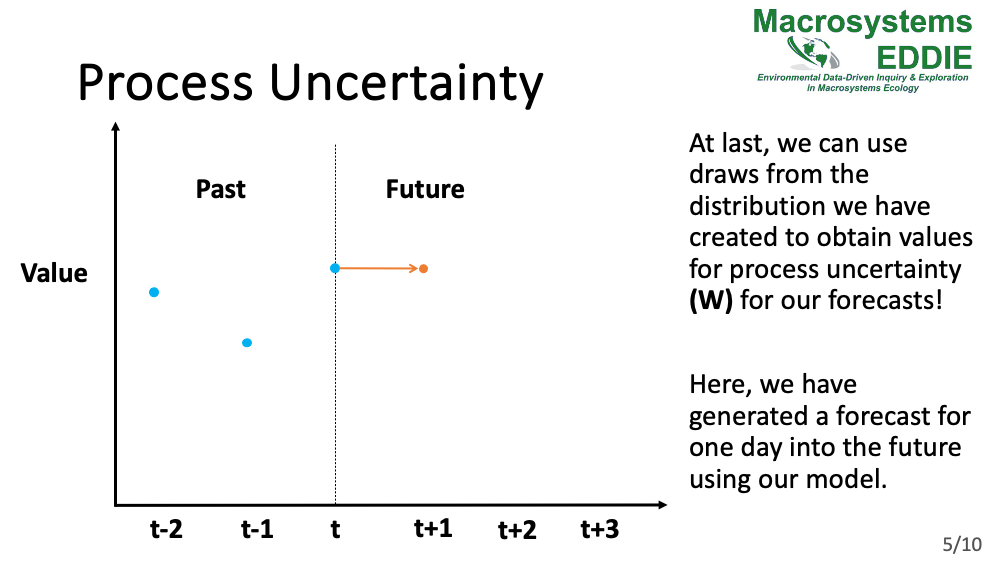 Macrosystems
EDDIE
Environmental Data-Driven Inquiry & Exploration
in Macrosystems Ecology
Process Uncertainty
Past
Future
Value
t-2
t-1
t
t+1
t+2
t+3
At last, we can use
draws from the
distribution we have
created to obtain values
for process uncertainty
(W) for our forecasts!
Here, we have
generated a forecast for
one day into the future
using our model.
5/10